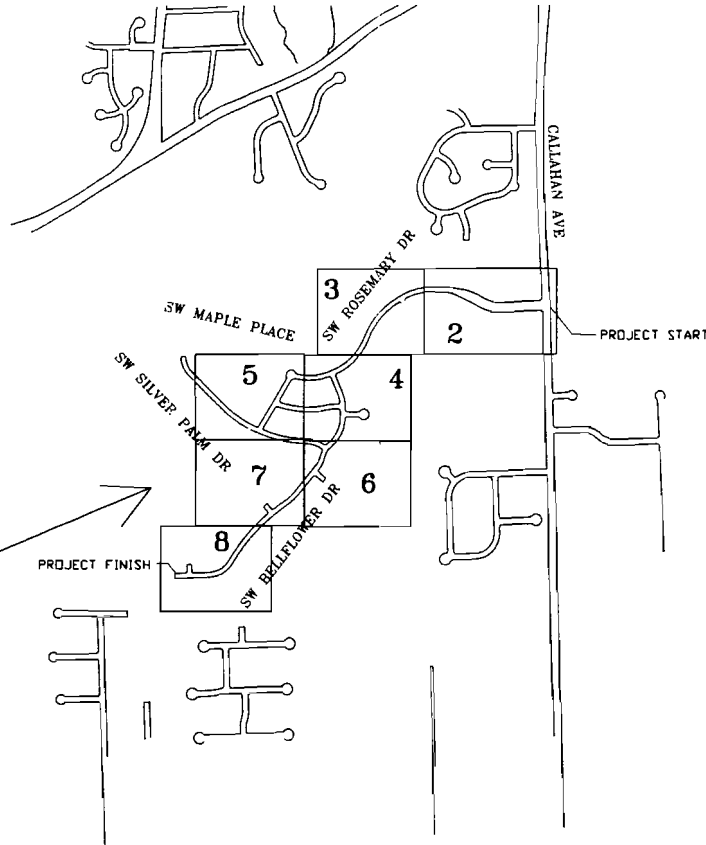 CALLAHAN AVE
3
SW ROSEMARY DR
2
PROJECT START
SW MAPLE PLACE
5
4
SW SILVER PALM DR
7
6
SW BELLFLOWER DR
8
PROJECT FINISH